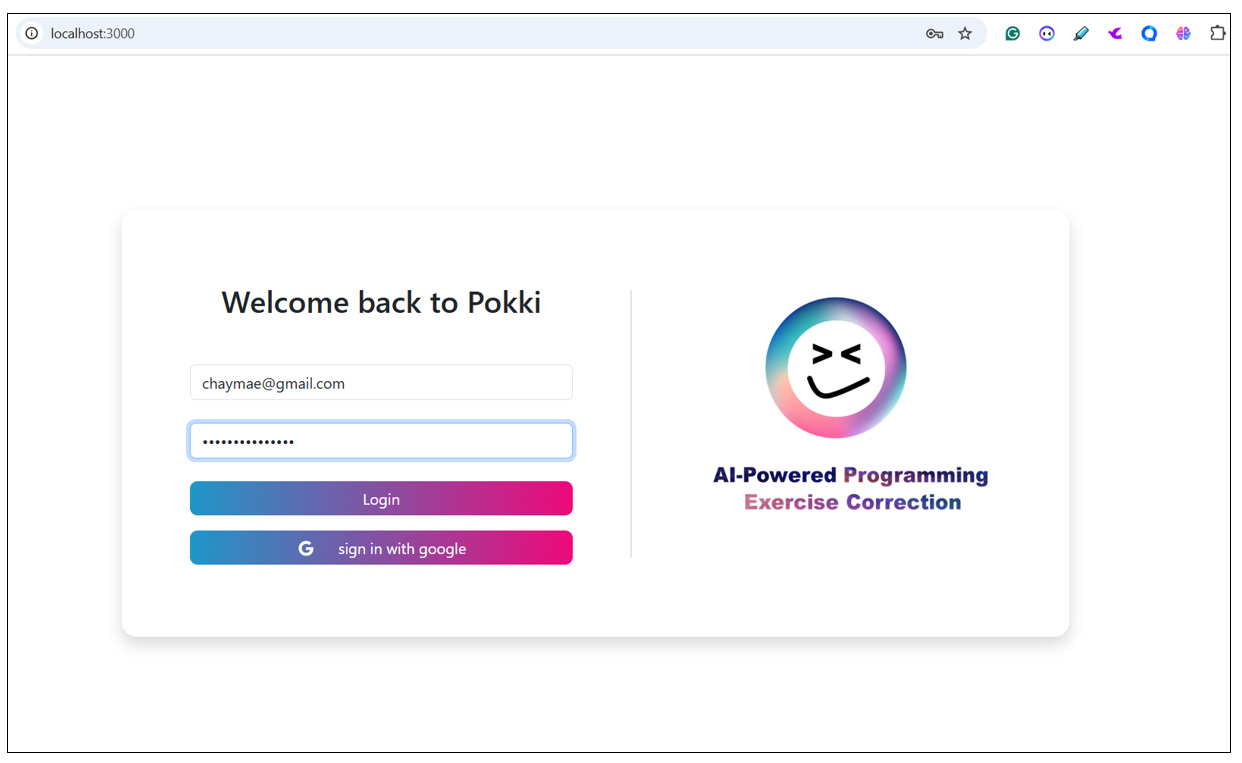 localhost:3000
Welcome back to Pokki
chaymae@gmail.com
•••••••••••••••
Login
G sign in with google
AI-Powered Programming
Exercise Correction